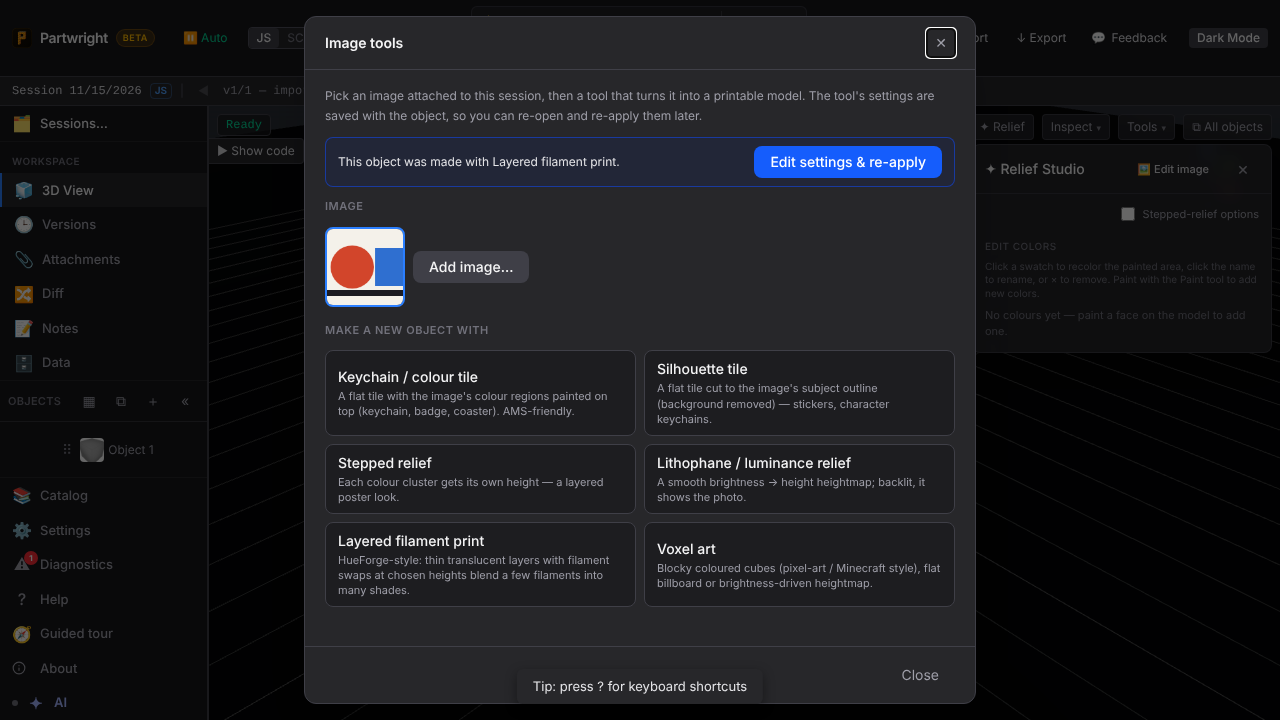 Partwright BETA
Auto
JS SC
Export
Feedback
Dark Mode
Session 11/15/2026 JS
v1/1 — impo
Sessions...
Ready
Show code
Relief
Inspect
Tools
All objects
WORKSPACE
3D View
Versions
Attachments
Diff
Notes
Data
OBJECTS
Object 1
Catalog
Settings
1
Diagnostics
Help
Guided tour
About
AI
Image tools
Pick an image attached to this session, then a tool that turns it into a printable model. The tool's settings are
saved with the object, so you can re-open and re-apply them later.
This object was made with Layered filament print.
Edit settings & re-apply
IMAGE
Add image...
MAKE A NEW OBJECT WITH
Keychain / colour tile
A flat tile with the image's colour regions painted on
top (keychain, badge, coaster). AMS-friendly.
Silhouette tile
A flat tile cut to the image's subject outline
(background removed) — stickers, character
keychains.
Stepped relief
Each colour cluster gets its own height — a layered
poster look.
Lithophane / luminance relief
A smooth brightness → height heightmap; backlit, it
shows the photo.
Layered filament print
HueForge-style: thin translucent layers with filament
swaps at chosen heights blend a few filaments into
many shades.
Voxel art
Blocky coloured cubes (pixel-art / Minecraft style), flat
billboard or brightness-driven heightmap.
Close
Tip: press ? for keyboard shortcuts
Relief Studio
Edit image
Stepped-relief options
EDIT COLORS
Click a swatch to recolor the painted area, click the name
to rename, or × to remove. Paint with the Paint tool to add
new colors.
No colours yet — paint a face on the model to add
one.